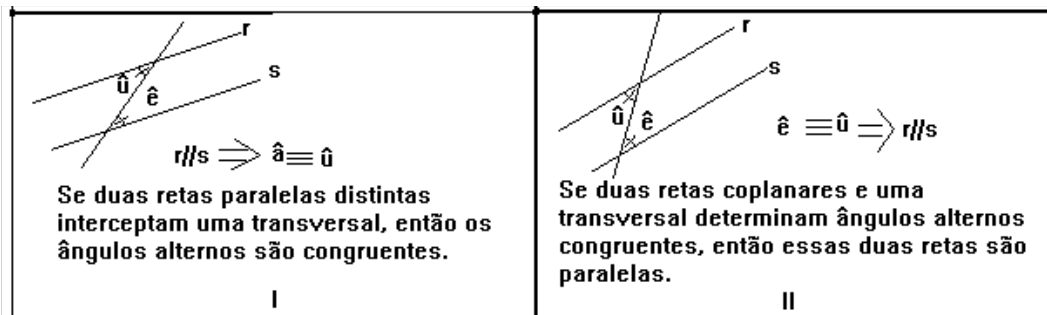 r
s
û
ê
r//s ⇒ â ≡ û
Se duas retas paralelas distintas
interceptam uma transversal, então os
ângulos alternos são congruentes.
I
r
s
û
ê
ê ≡ û ⇒ r//s
Se duas retas coplanares e uma
transversal determinam ângulos alternos
congruentes, então essas duas retas são
paralelas.
II